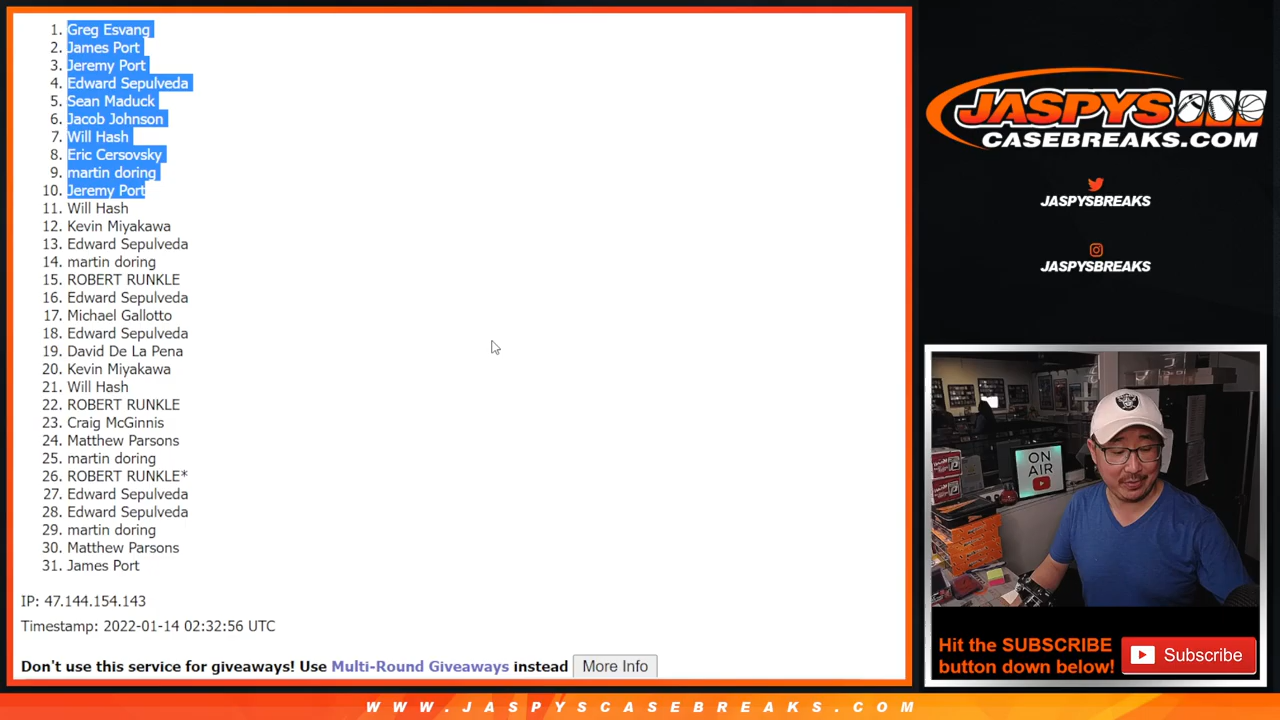 1. Greg Esvang
2. James Port
3. Jeremy Port
4. Edward Sepulveda
5. Sean Maduck
6. Jacob Johnson
7. Will Hash
8. Eric Cersovsky
9. martin doring
10. Jeremy Port
11. Will Hash
12. Kevin Miyakawa
13. Edward Sepulveda
14. martin doring
15. ROBERT RUNKLE
16. Edward Sepulveda
17. Michael Gallotto
18. Edward Sepulveda
19. David De La Pena
20. Kevin Miyakawa
21. Will Hash
22. ROBERT RUNKLE
23. Craig McGinnis
24. Matthew Parsons
25. martin doring
26. ROBERT RUNKLE*
27. Edward Sepulveda
28. Edward Sepulveda
29. martin doring
30. Matthew Parsons
31. James Port
IP: 47.144.154.143
Timestamp: 2022-01-14 02:32:56 UTC
Don't use this service for giveaways! Use Multi-Round Giveaways instead More Info
JASPYS
CASEBREAKS.COM
JASPYSBREAKS
JASPYSBREAKS
ON
AIR
Hit the SUBSCRIBE
button down below!
Subscribe
WWW.JASPYSCASEBREAKS.COM